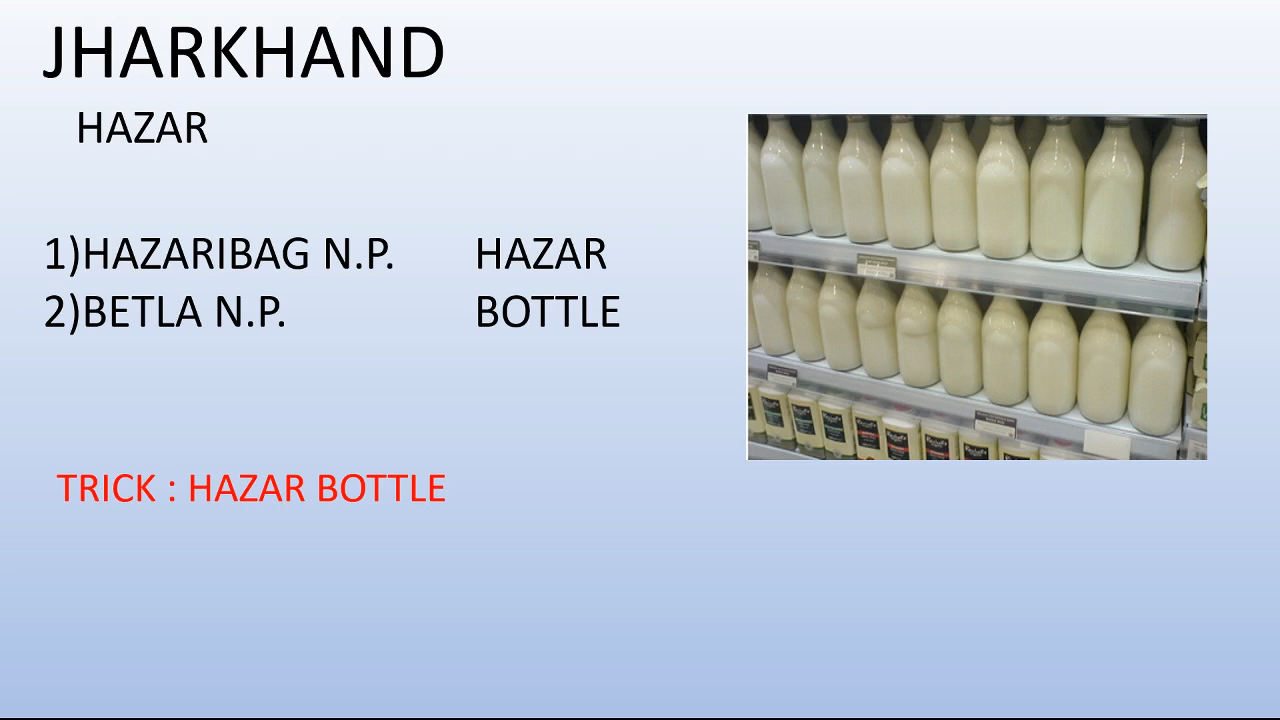 JHARKHAND
HAZAR
1)HAZARIBAG N.P. HAZAR
2)BETLA N.P. BOTTLE
TRICK : HAZAR BOTTLE